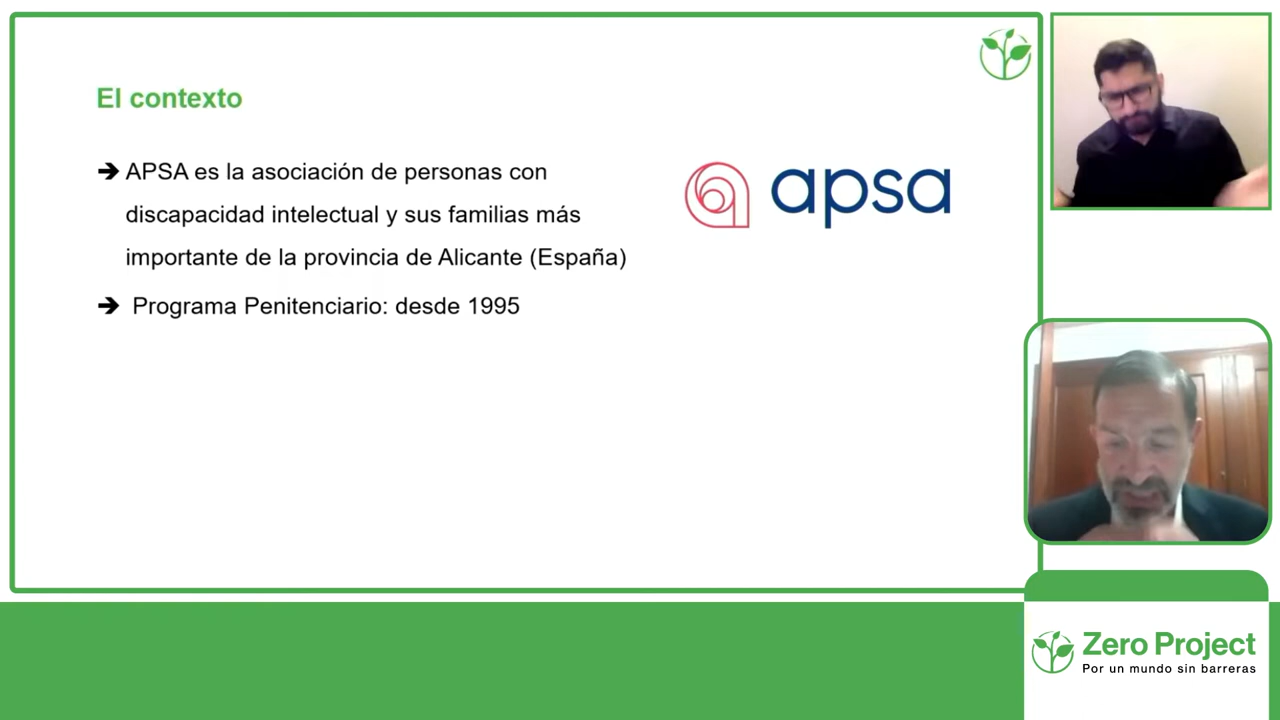 El contexto
➔ APSA es la asociación de personas con
discapacidad intelectual y sus familias más
importante de la provincia de Alicante (España)
➔ Programa Penitenciario: desde 1995
apsa
Zero Project
Por un mundo sin barreras